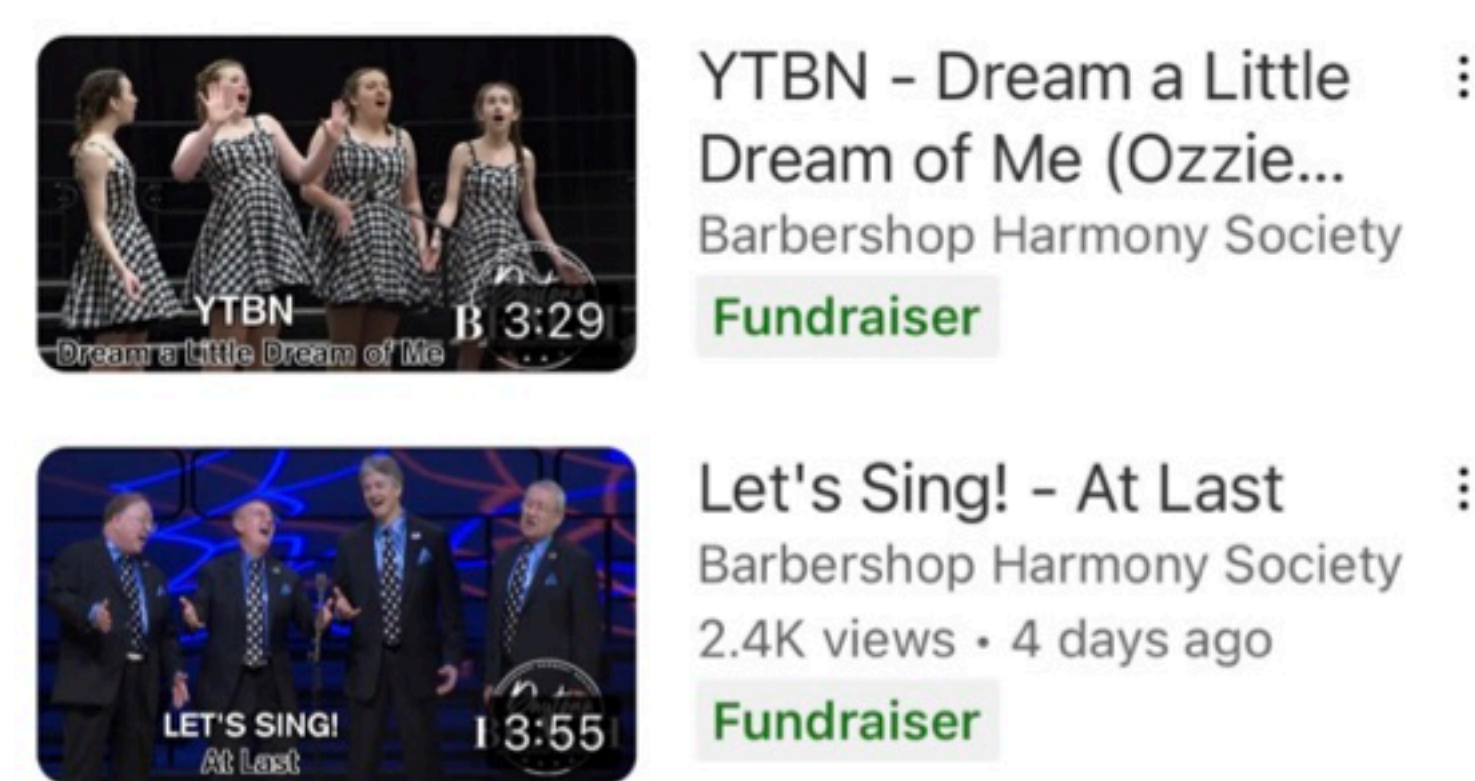 YTBN - Dream a Little
Dream of Me (Ozzie...
Barbershop Harmony Society
Fundraiser
YTBN
Dream a Little Dream of Me
B 3:29
Let's Sing! - At Last
Barbershop Harmony Society
2.4K views • 4 days ago
Fundraiser
LET'S SING!
At Last
3:55